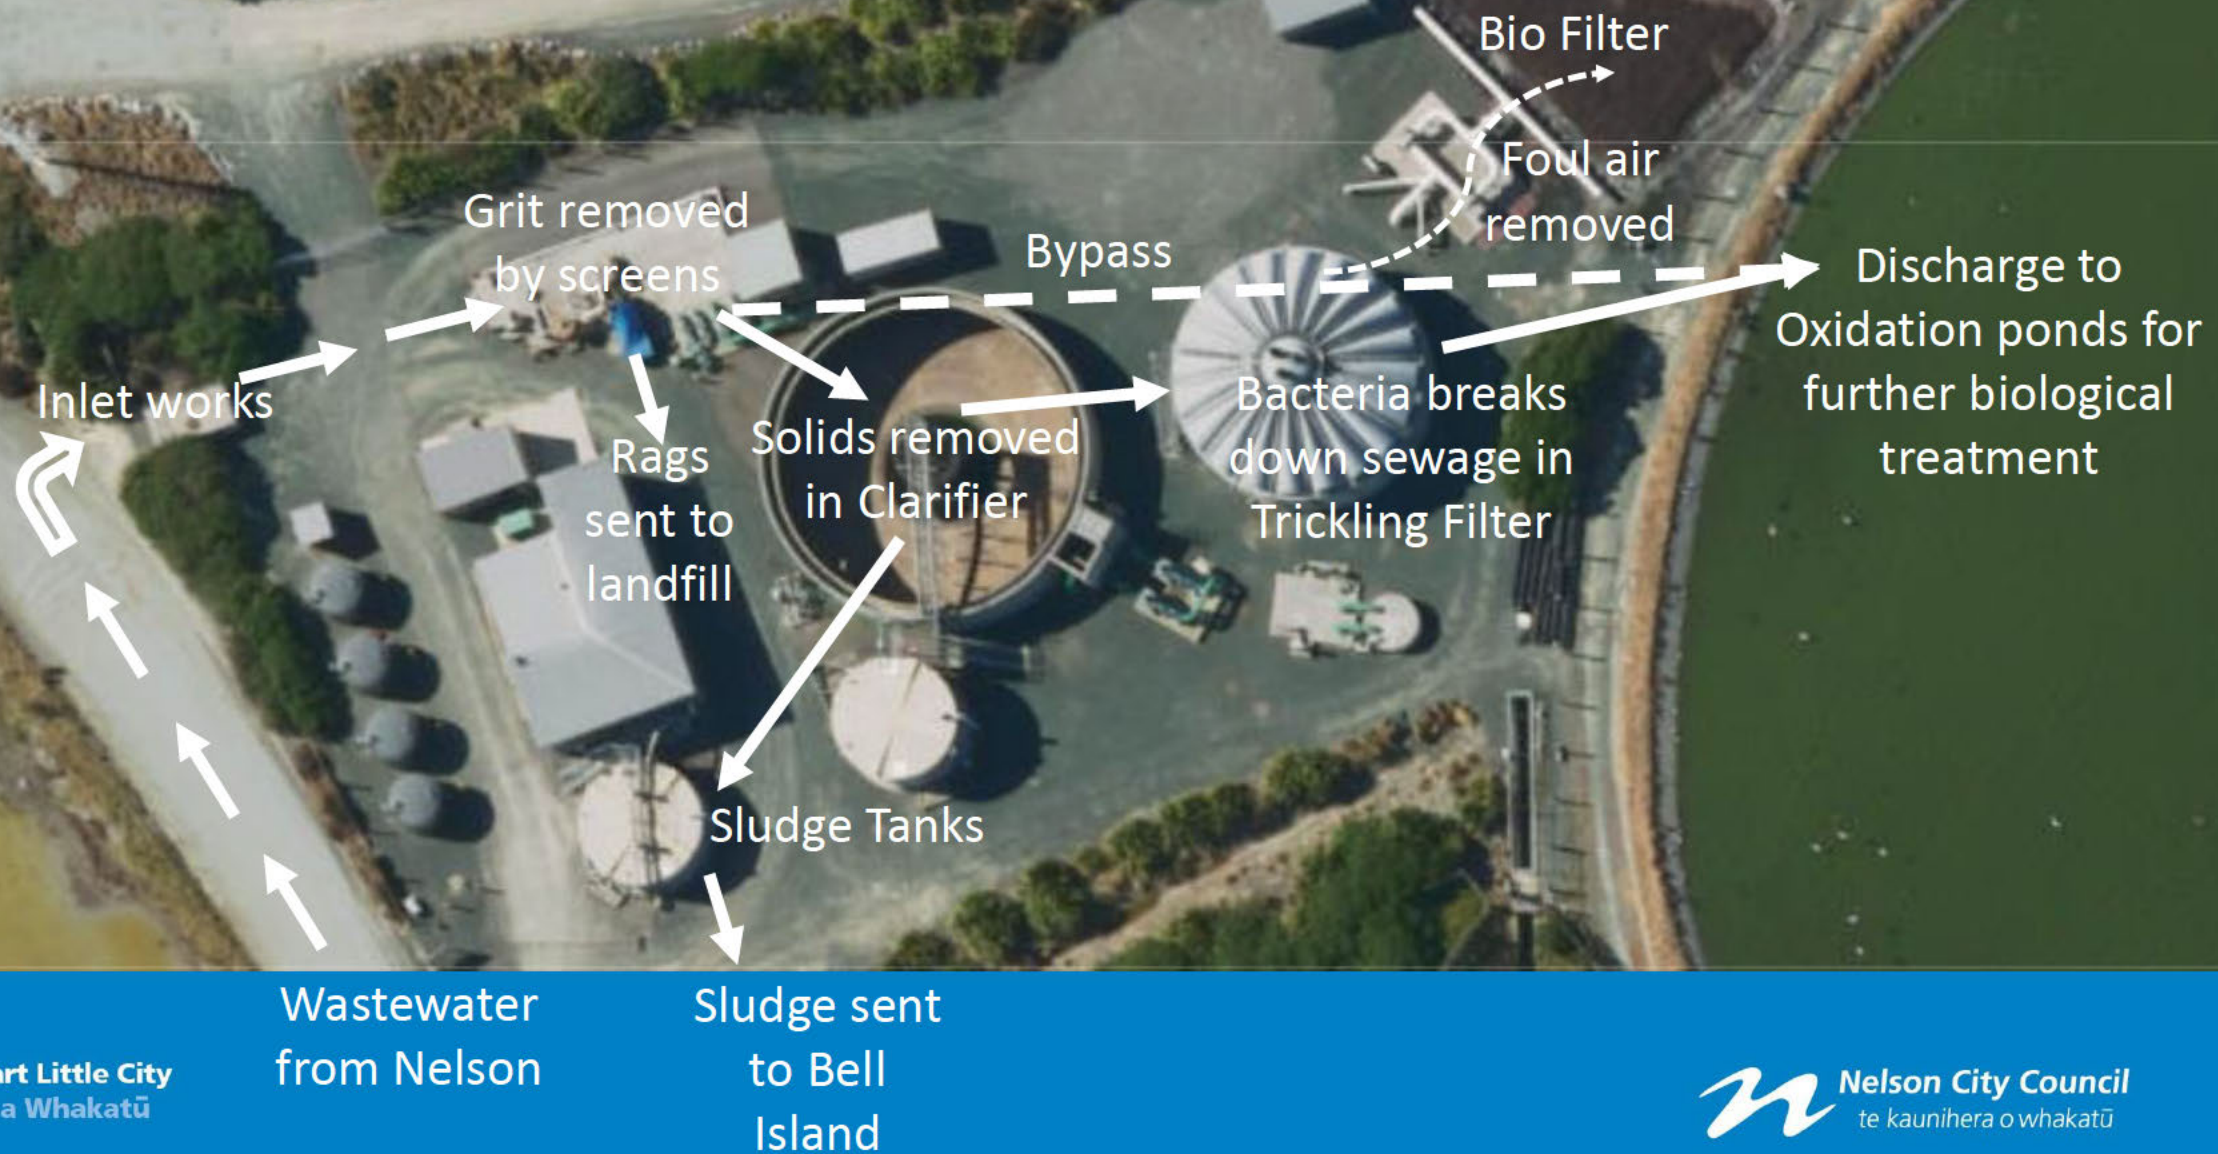 Bio Filter
Foul air
removed
Grit removed
by screens
Bypass
Discharge to
Oxidation ponds for
further biological
treatment
Inlet works
Rags
sent to
landfill
Solids removed
in Clarifier
Bacteria breaks
down sewage in
Trickling Filter
Sludge Tanks
Wastewater
from Nelson
Sludge sent
to Bell
Island
Little City
a Whakatū
Nelson City Council
te kaunihera o whakatū